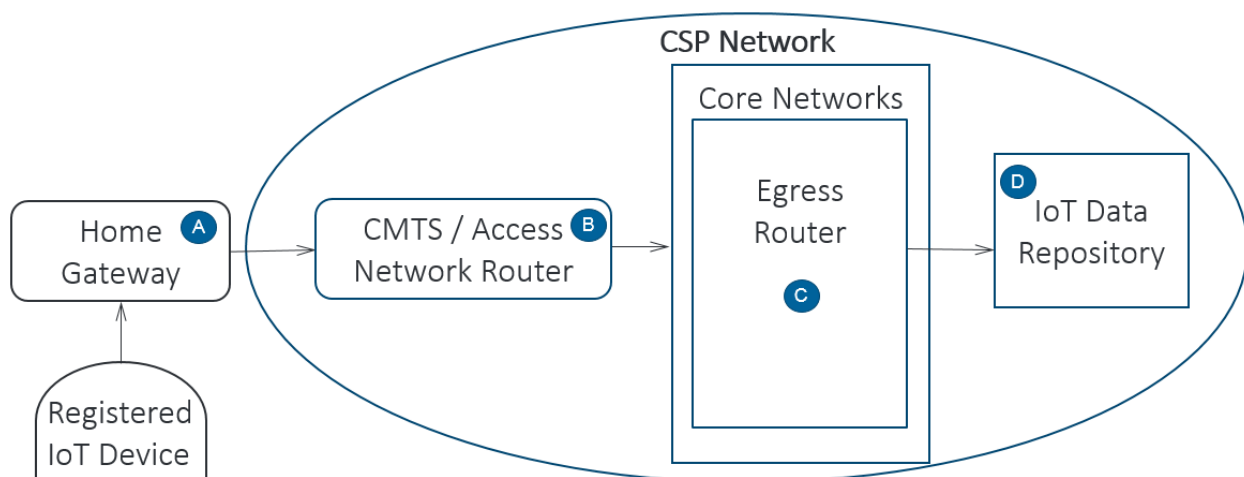 CSP Network
Core Networks
Home
Gateway
A
CMTS / Access
Network Router
B
Egress
Router
C
D
IoT Data
Repository
Registered
IoT Device